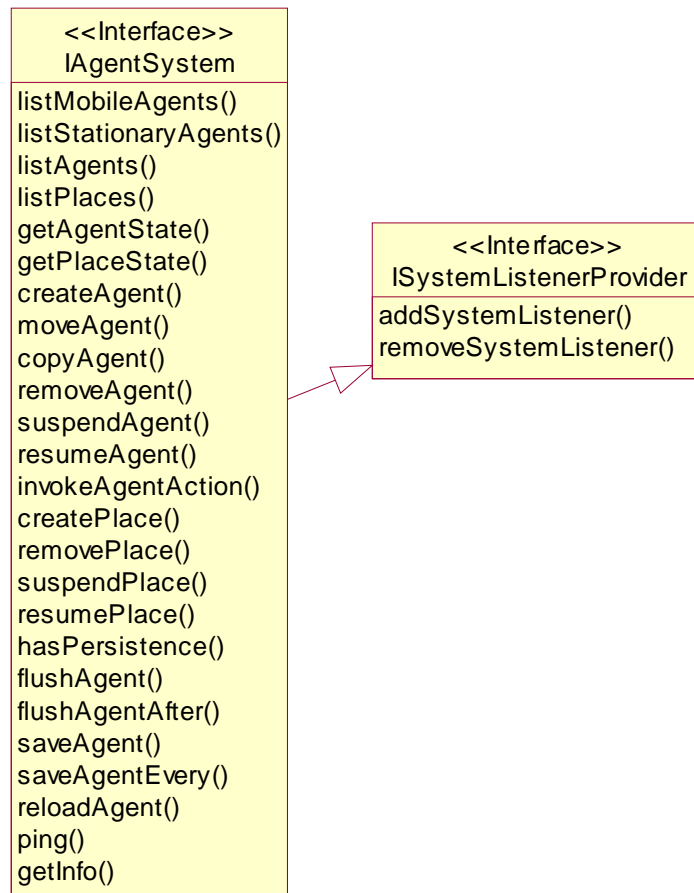 <<Interface>>
IAgentSystem
listMobileAgents()
listStationaryAgents()
listAgents()
listPlaces()
getAgentState()
getPlaceState()
createAgent()
moveAgent()
copyAgent()
removeAgent()
suspendAgent()
resumeAgent()
invokeAgentAction()
createPlace()
removePlace()
suspendPlace()
resumePlace()
hasPersistence()
flushAgent()
flushAgentAfter()
saveAgent()
saveAgentEvery()
reloadAgent()
ping()
getInfo()
<<Interface>>
ISystemListenerProvider
addSystemListener()
removeSystemListener()